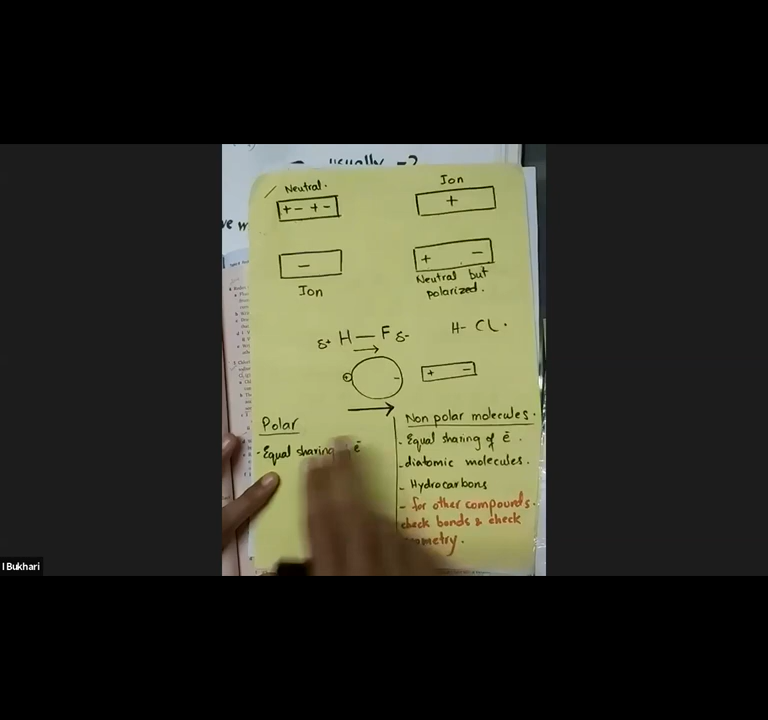 usually -2
Neutral.
+ - + -
Ion
+
-
Ion
+ -
Neutral but
polarized.
δ+ H — F δ-
H- CL.
+ -
+ -
Polar
- Equal sharing e-
Non polar molecules.
- Equal sharing of e-.
- diatomic molecules.
- Hydrocarbons
- for other compounds.
check bonds & check
I Bukhari